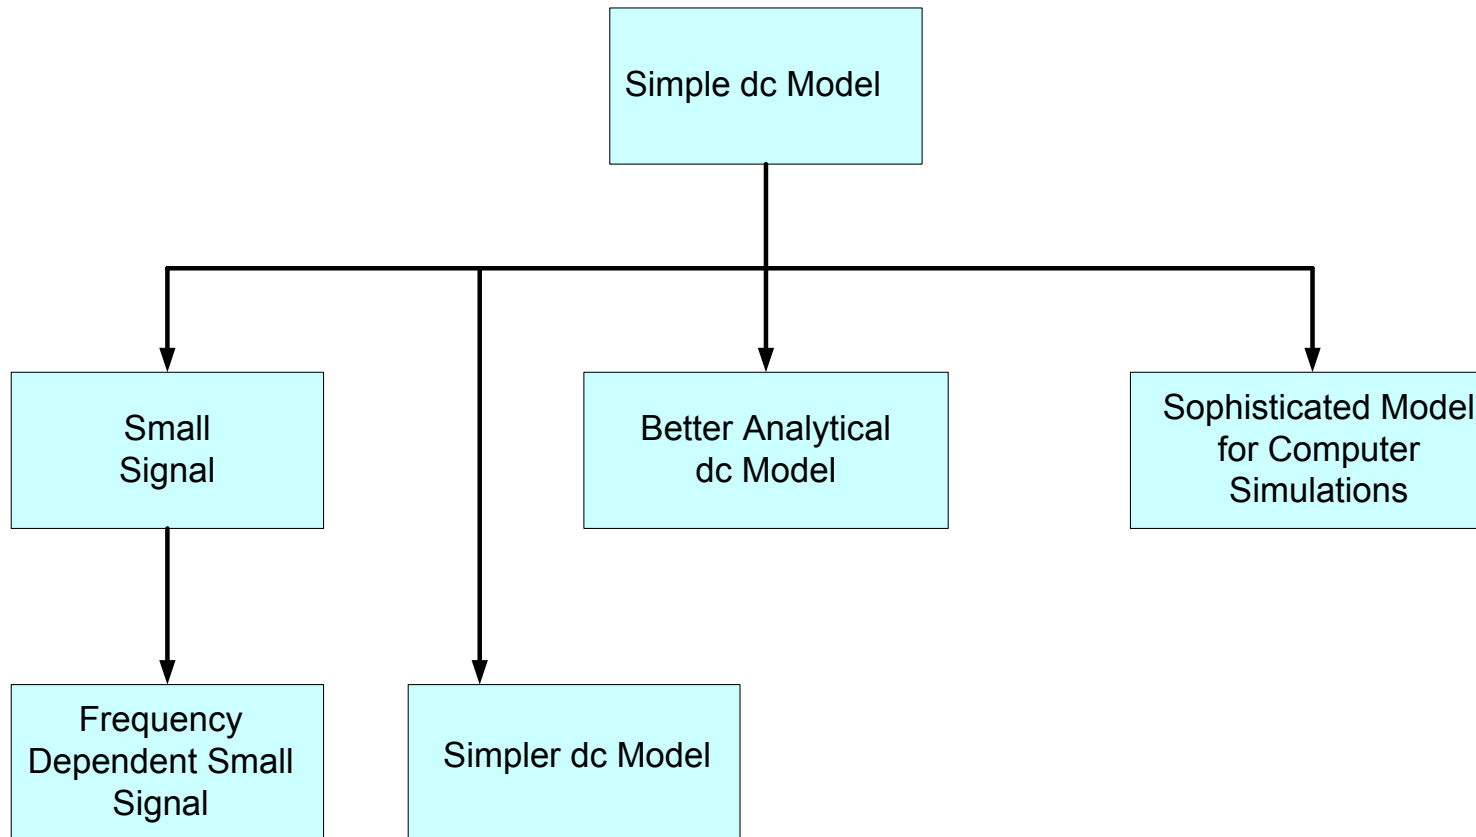 Simple dc Model
Small
Signal
Better Analytical
dc Model
Sophisticated Model
for Computer
Simulations
Frequency
Dependent Small
Signal
Simpler dc Model